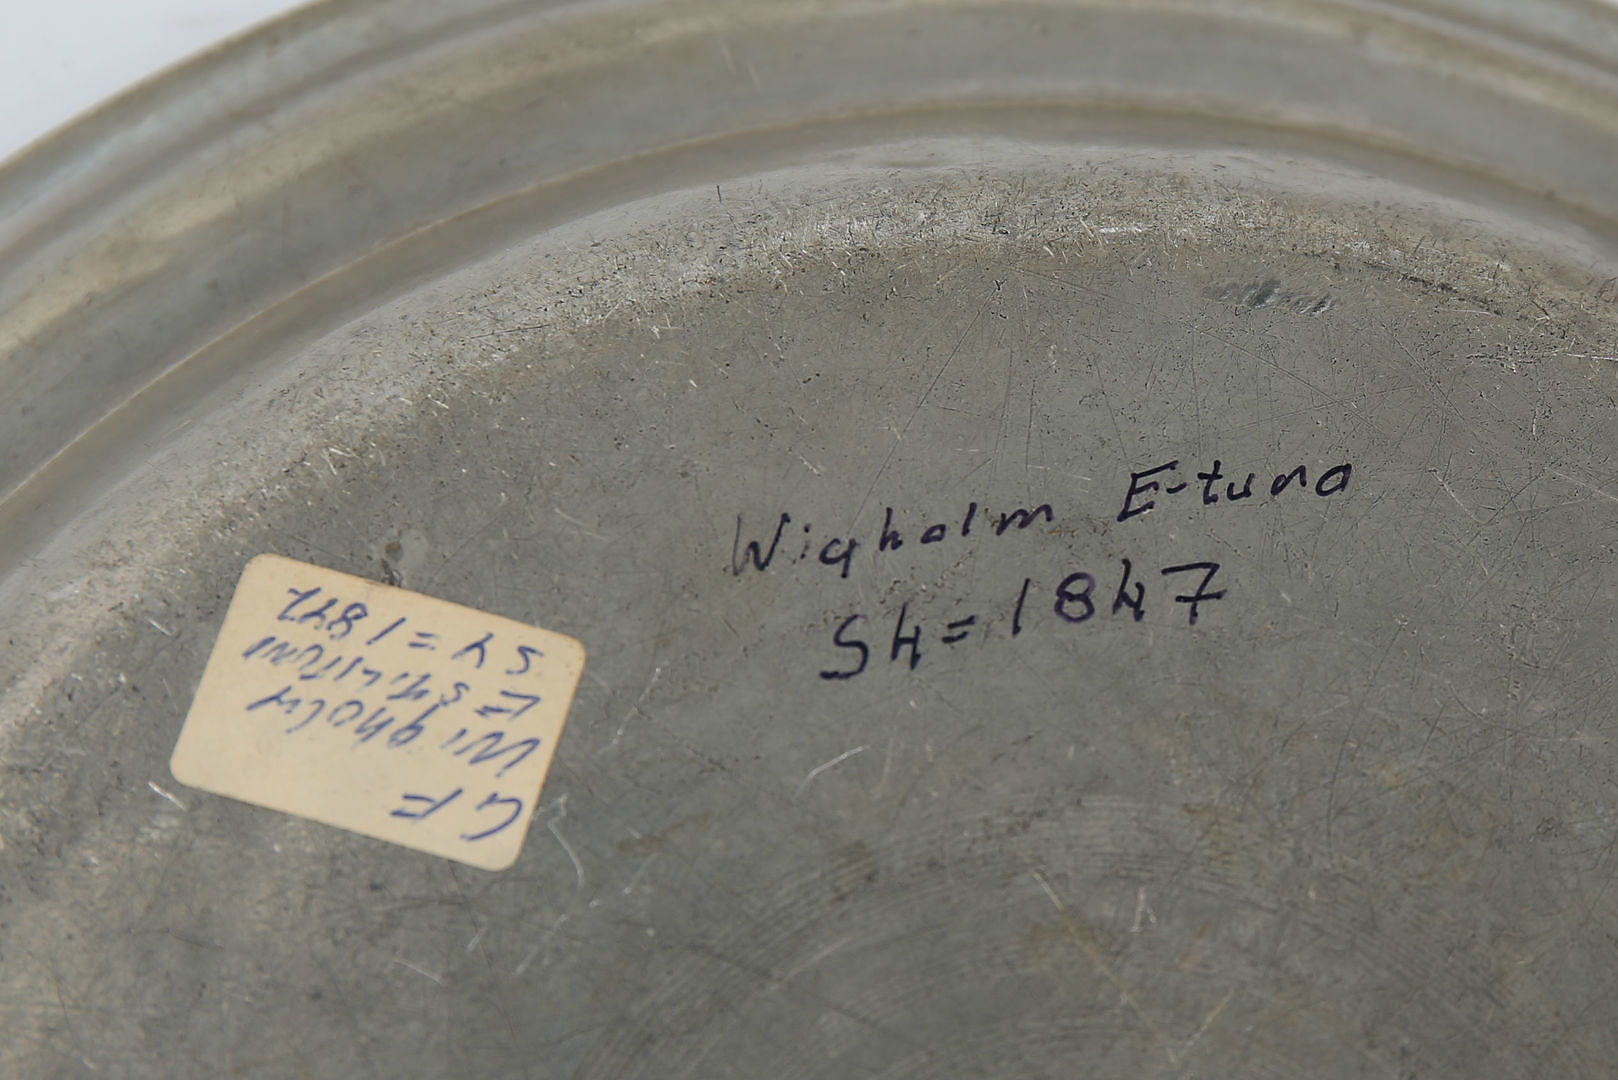 Wigholm E-tuna
S4=1847
GF
Wigholm
Eskilstuna
S4=1847